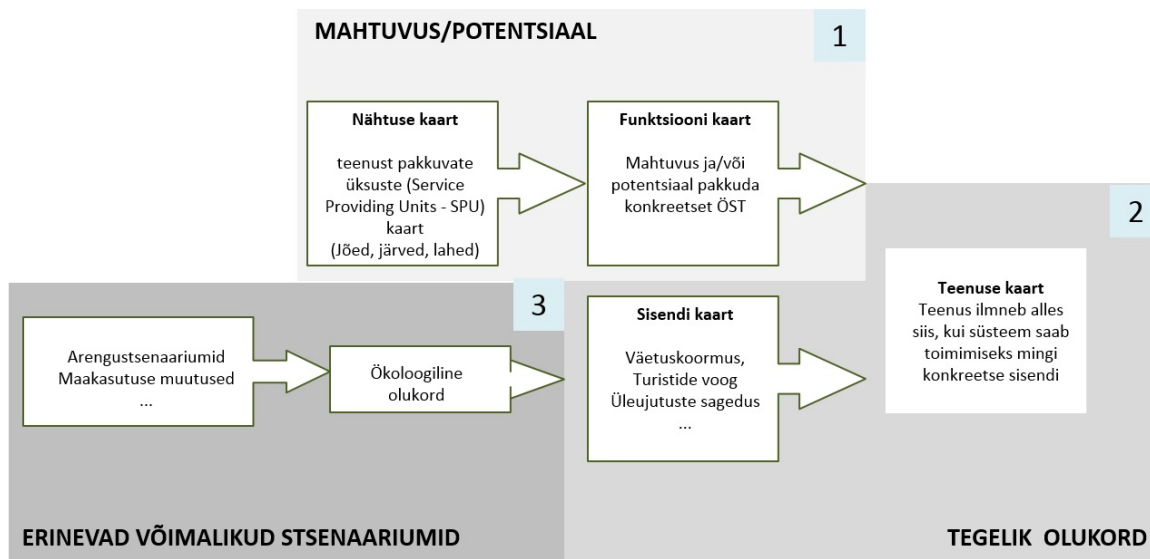 MAHTUVUS/POTENTSIAAL
1
Nähtuse kaart
teenust pakkuvate
üksuste (Service
Providing Units - SPU)
kaart
(Jõed, järved, lahed)
Funktsiooni kaart
Mahtuvus ja/või
potentsiaal pakkuda
konkreetset ÖST
2
Teenuse kaart
Teenus ilmneb alles
siis, kui süsteem saab
toimimiseks mingi
konkreetse sisendi
3
Arengustsenaariumid
Maakasutuse muutused
...
Ökoloogiline
olukord
Sisendi kaart
Väetuskoormus,
Turistide voog
Üleujutuste sagedus
...
ERINEVAD VÕIMALIKUD STSENAARIUMID
TEGELIK OLUKORD